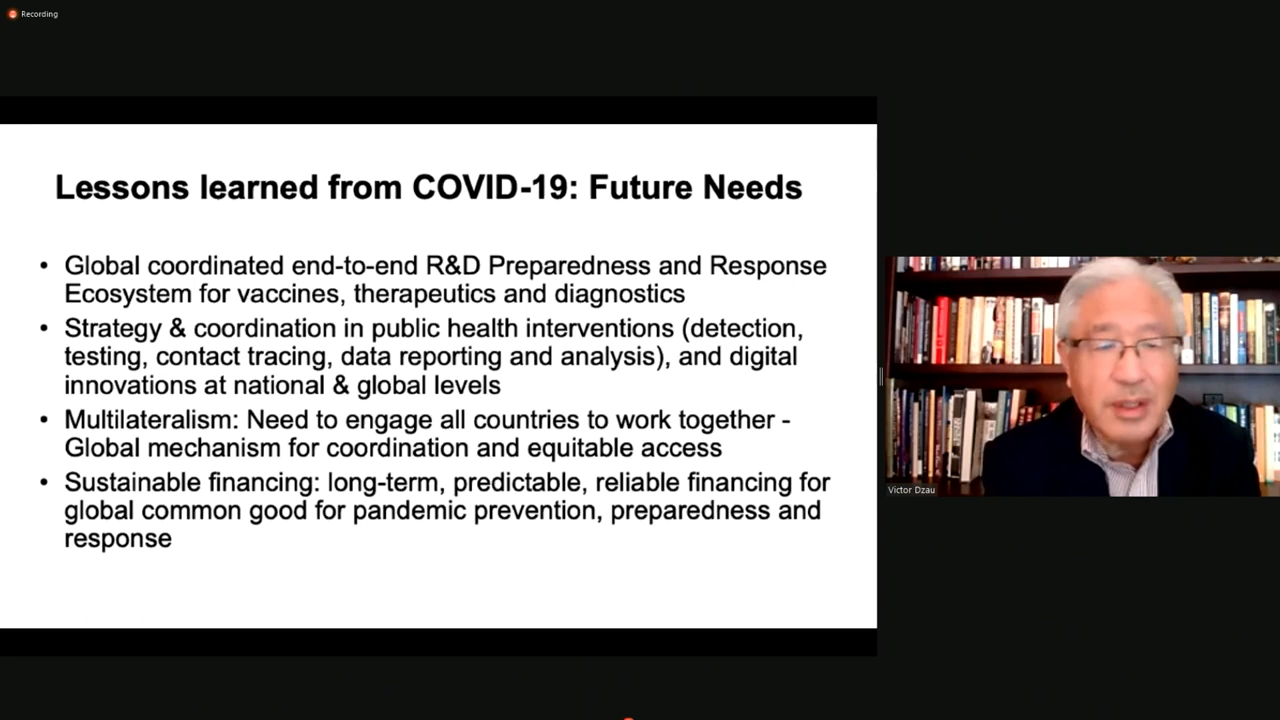 Recording
Lessons learned from COVID-19: Future Needs
• Global coordinated end-to-end R&D Preparedness and Response
Ecosystem for vaccines, therapeutics and diagnostics
• Strategy & coordination in public health interventions (detection,
testing, contact tracing, data reporting and analysis), and digital
innovations at national & global levels
• Multilateralism: Need to engage all countries to work together -
Global mechanism for coordination and equitable access
• Sustainable financing: long-term, predictable, reliable financing for
global common good for pandemic prevention, preparedness and
response
Victor Dzau